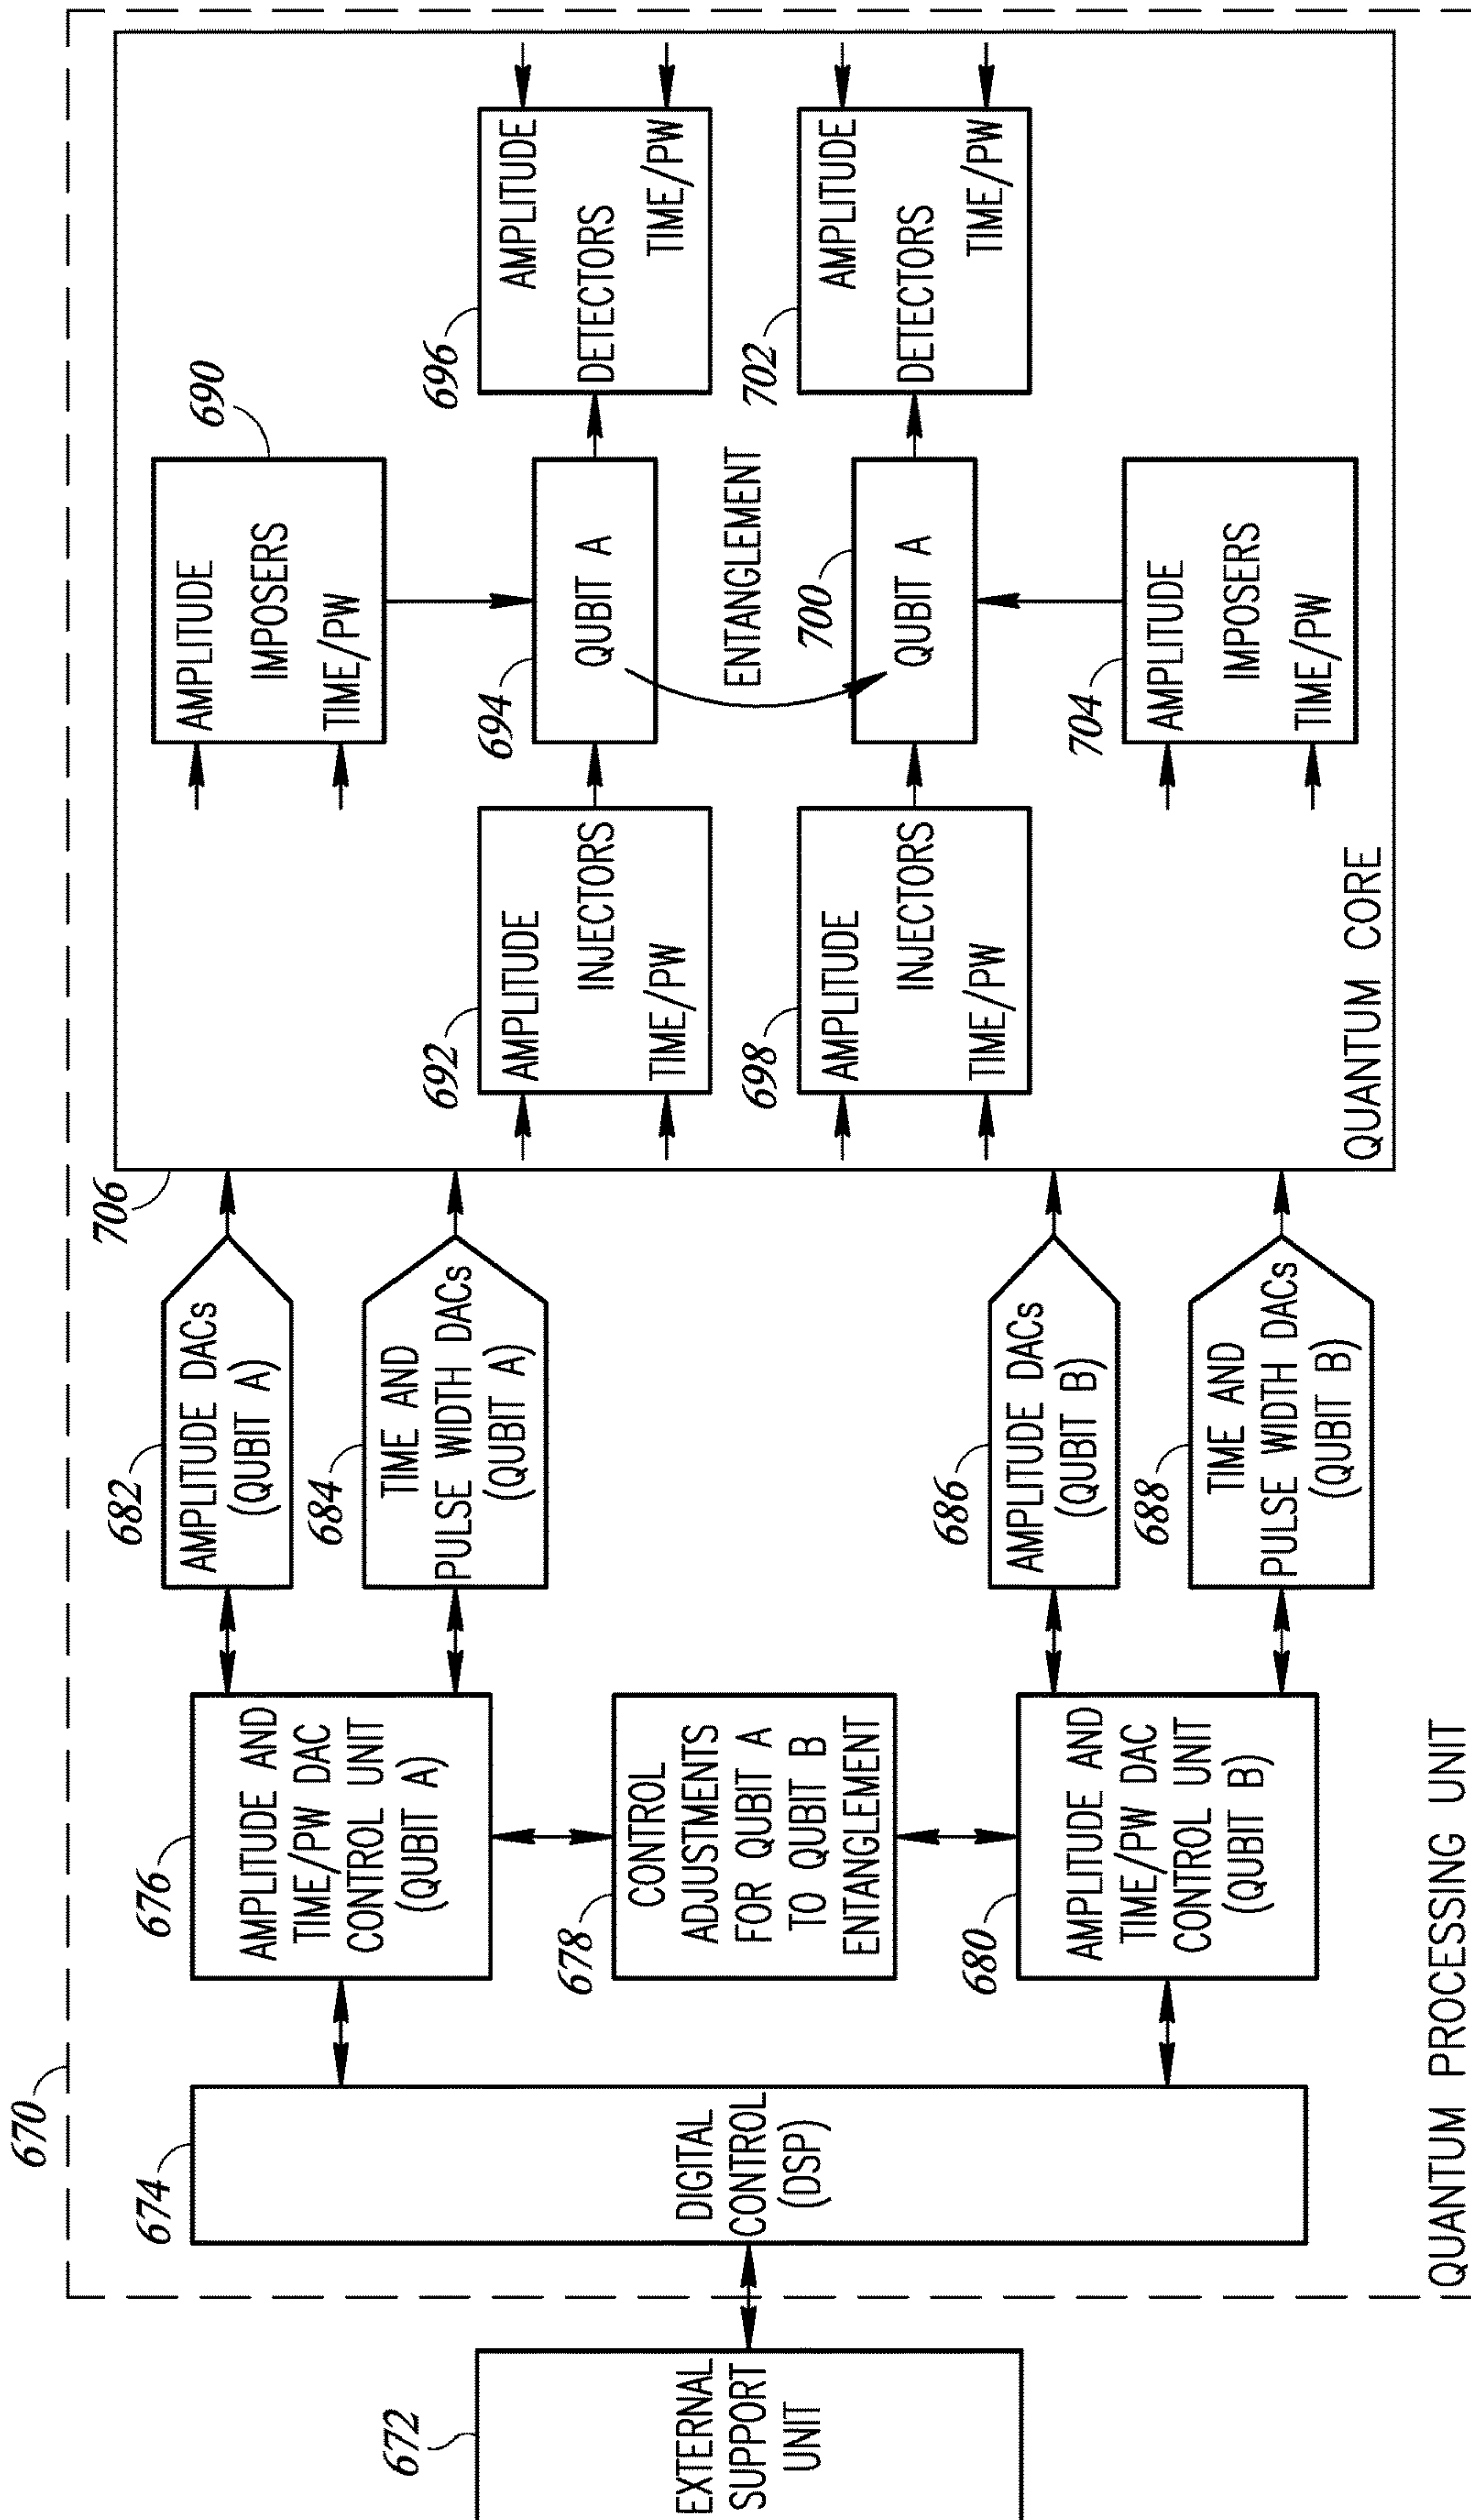 670
672
EXTERNAL
SUPPORT
UNIT
674
DIGITAL
CONTROL
(DSP)
676
AMPLITUDE AND
TIME/PW DAC
CONTROL UNIT
(QUBIT A)
678
CONTROL
ADJUSTMENTS
FOR QUBIT A
TO QUBIT B
ENTANGLEMENT
680
AMPLITUDE AND
TIME/PW DAC
CONTROL UNIT
(QUBIT B)
682
AMPLITUDE DACs
(QUBIT A)
684
TIME AND
PULSE WIDTH DACs
(QUBIT A)
686
AMPLITUDE DACs
(QUBIT B)
688
TIME AND
PULSE WIDTH DACs
(QUBIT B)
706
690
AMPLITUDE
IMPOSERS
TIME/PW
692
AMPLITUDE
INJECTORS
TIME/PW
694
QUBIT A
696
AMPLITUDE
DETECTORS
TIME/PW
ENTANGLEMENT
698
AMPLITUDE
INJECTORS
TIME/PW
700
QUBIT A
702
AMPLITUDE
DETECTORS
TIME/PW
704
AMPLITUDE
IMPOSERS
TIME/PW
QUANTUM CORE
QUANTUM PROCESSING UNIT